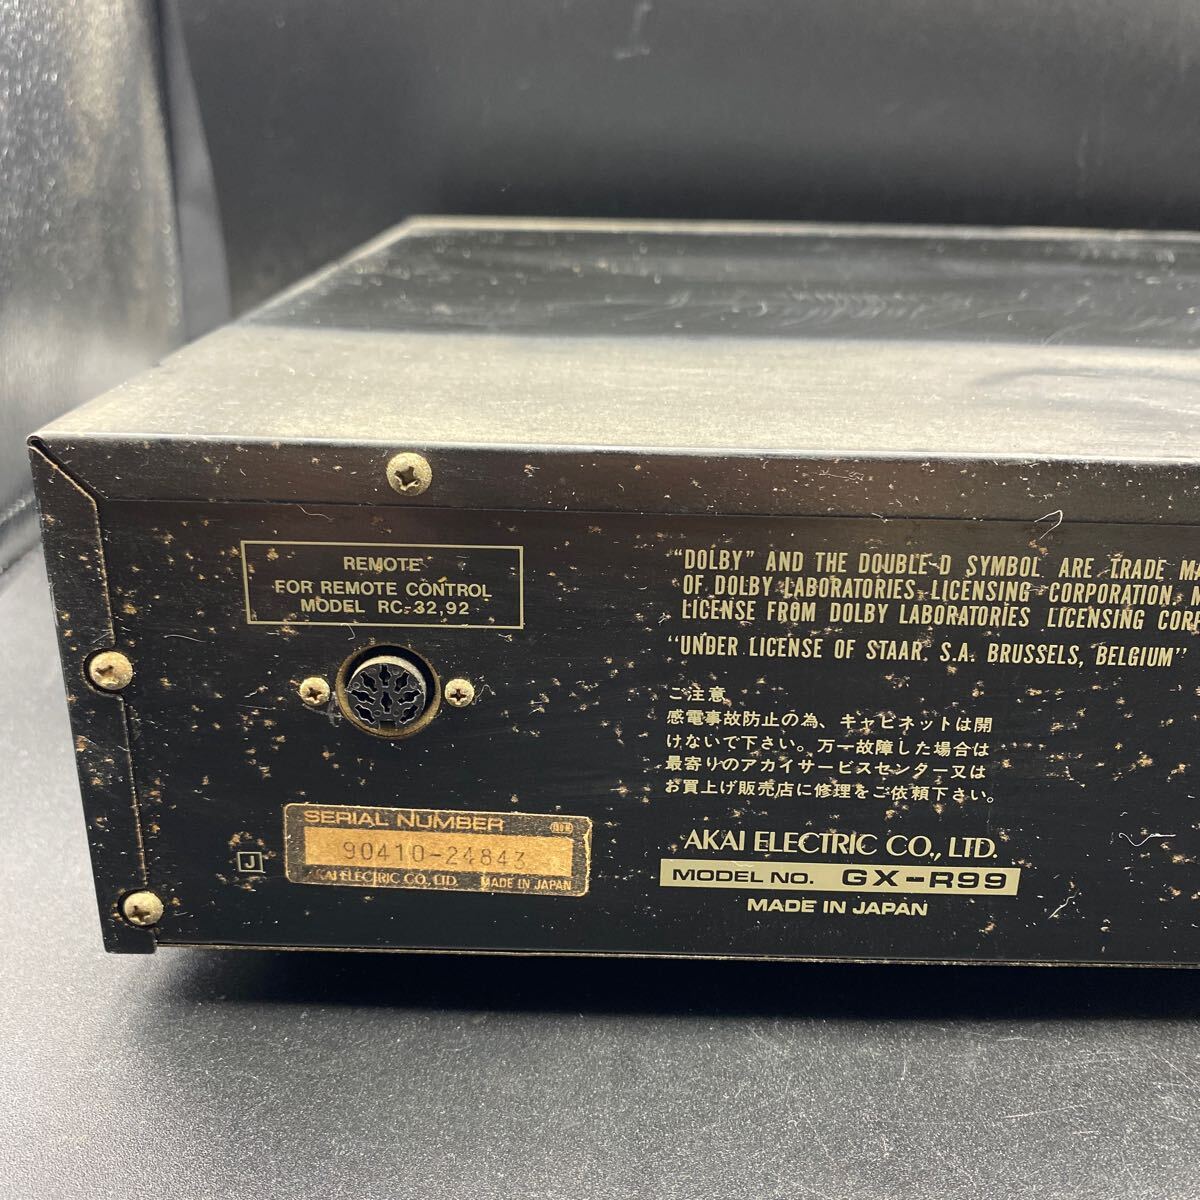 REMOTE
FOR REMOTE CONTROL
MODEL RC-32,92
"DOLBY" AND THE DOUBLE-D SYMBOL ARE TRADE
OF DOLBY LABORATORIES LICENSING CORPORATION.
LICENSE FROM DOLBY LABORATORIES LICENSING
"UNDER LICENSE OF STAAR. S.A. BRUSSELS, BELGIUM"
ご注意
感電事故防止の為、キャビネットは開
けないで下さい。万一故障した場合は
最寄りのアカイサービスセンター又は
お買上げ販売店に修理をご依頼下さい。
AKAI ELECTRIC CO., LTD.
MODEL NO. GX-R99
MADE IN JAPAN
J
SERIAL NUMBER
90410-24843
AKAI ELECTRIC CO., LTD. MADE IN JAPAN